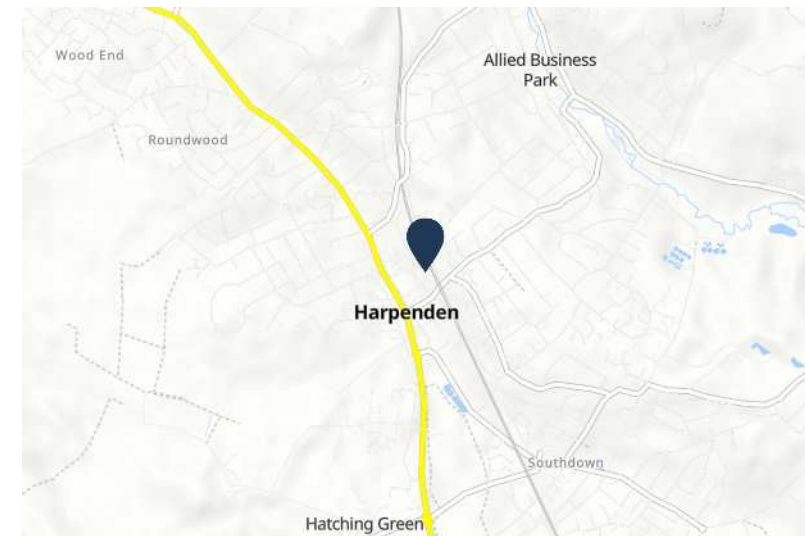 Wood End
Allied Business
Park
Roundwood
Harpenden
Southdown
Hatching Green